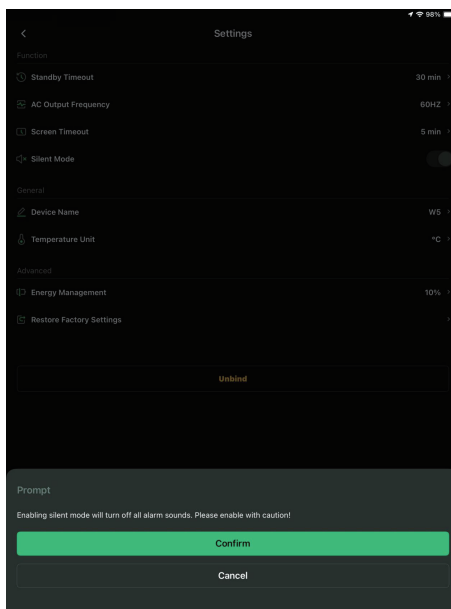 98%
Settings
Function
Standby Timeout 30 min
AC Output Frequency 60HZ
Screen Timeout 5 min
Silent Mode
General
Device Name W5
Temperature Unit °C
Advanced
Energy Management 10%
Restore Factory Settings
Unbind
Prompt
Enabling silent mode will turn off all alarm sounds. Please enable with caution!
Confirm
Cancel